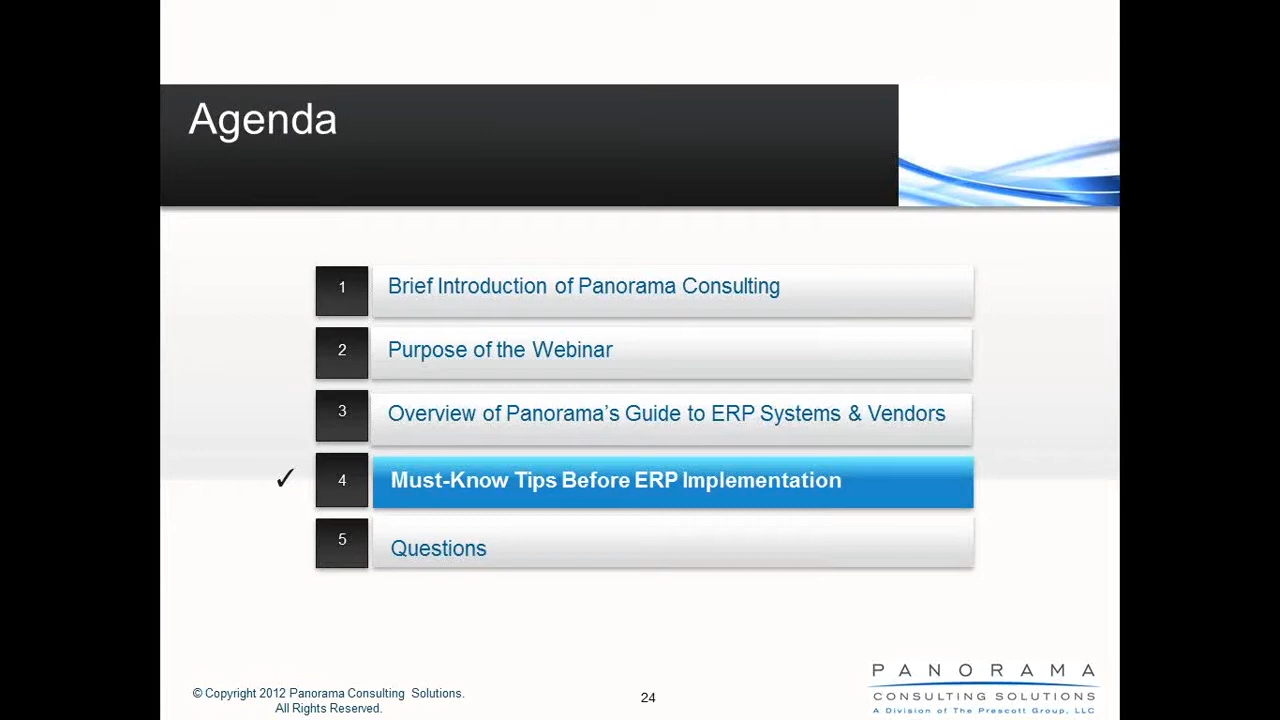 Agenda
1
Brief Introduction of Panorama Consulting
2
Purpose of the Webinar
3
Overview of Panorama’s Guide to ERP Systems & Vendors
✓
4
Must-Know Tips Before ERP Implementation
5
Questions
© Copyright 2012 Panorama Consulting Solutions.
All Rights Reserved.
24
PANORAMA
CONSULTING SOLUTIONS
A Division of The Prescott Group, LLC